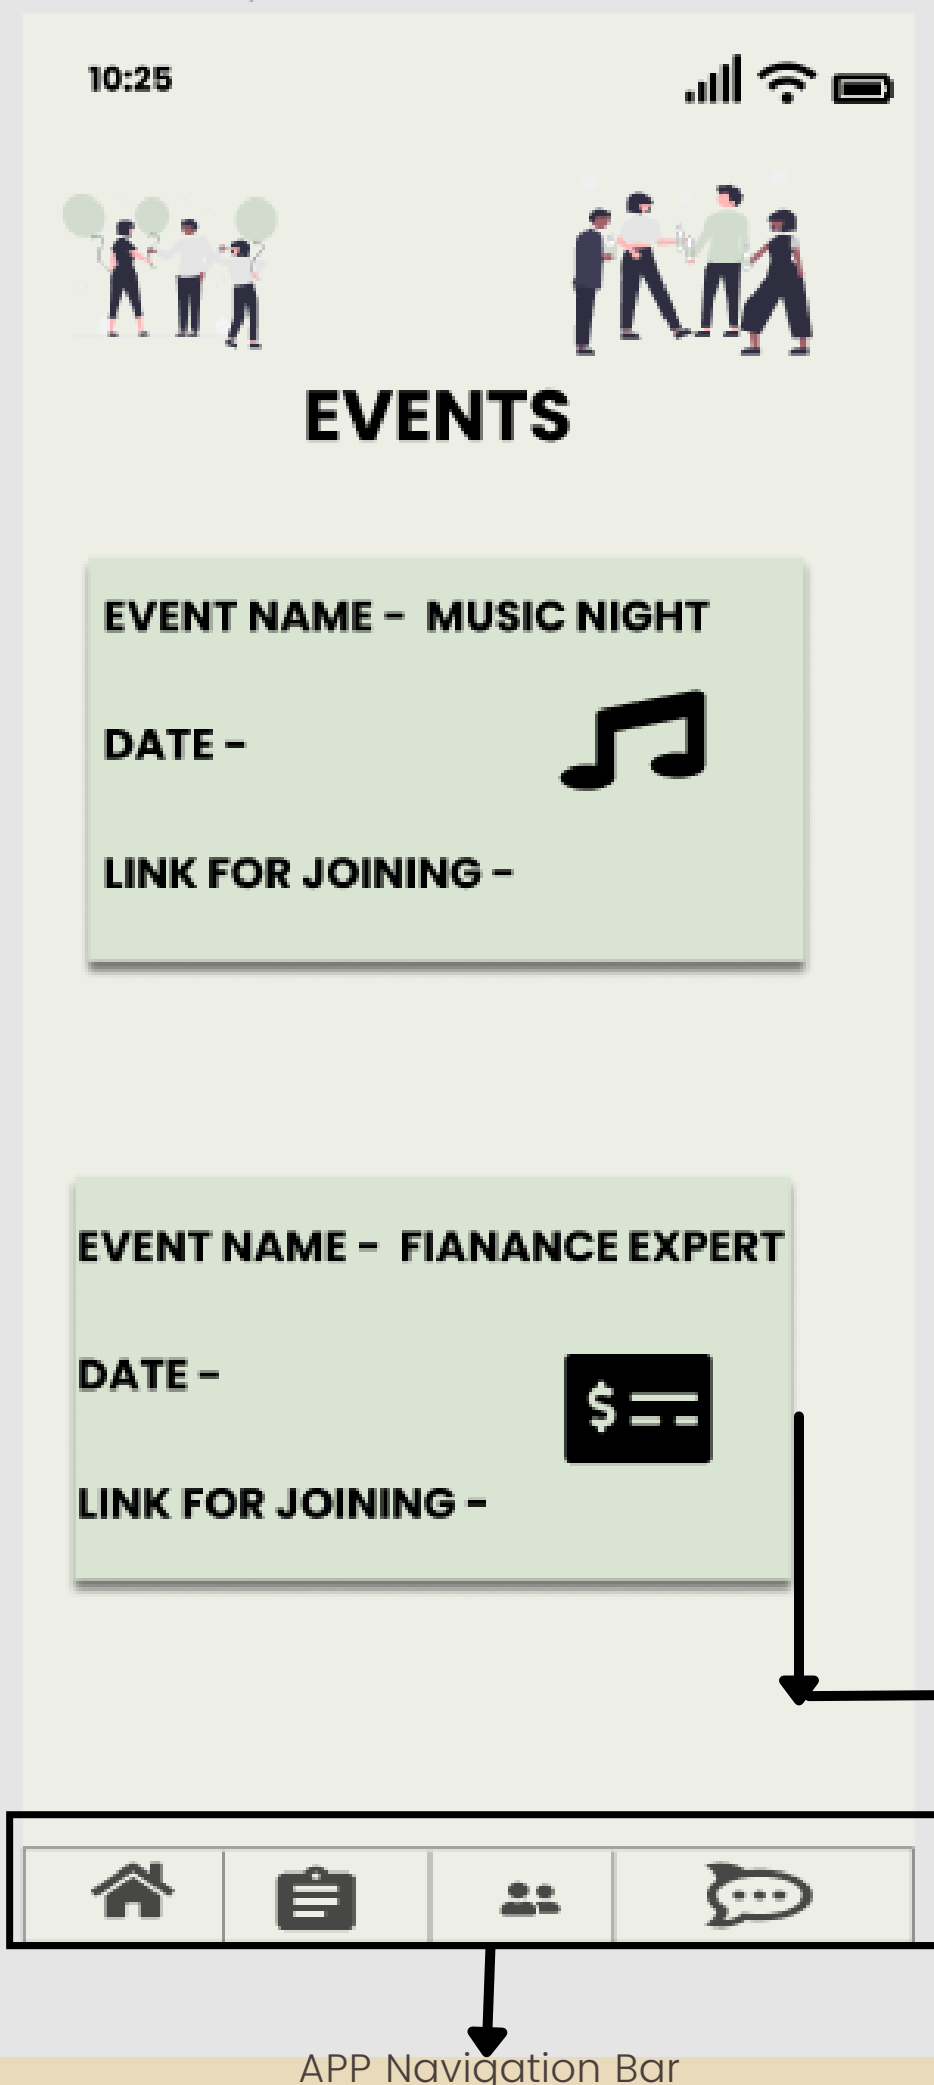 10:25
EVENTS
EVENT NAME - MUSIC NIGHT
DATE -
LINK FOR JOINING -
EVENT NAME - FIANANCE EXPERT
DATE -
$
LINK FOR JOINING -
APP Navigation Bar